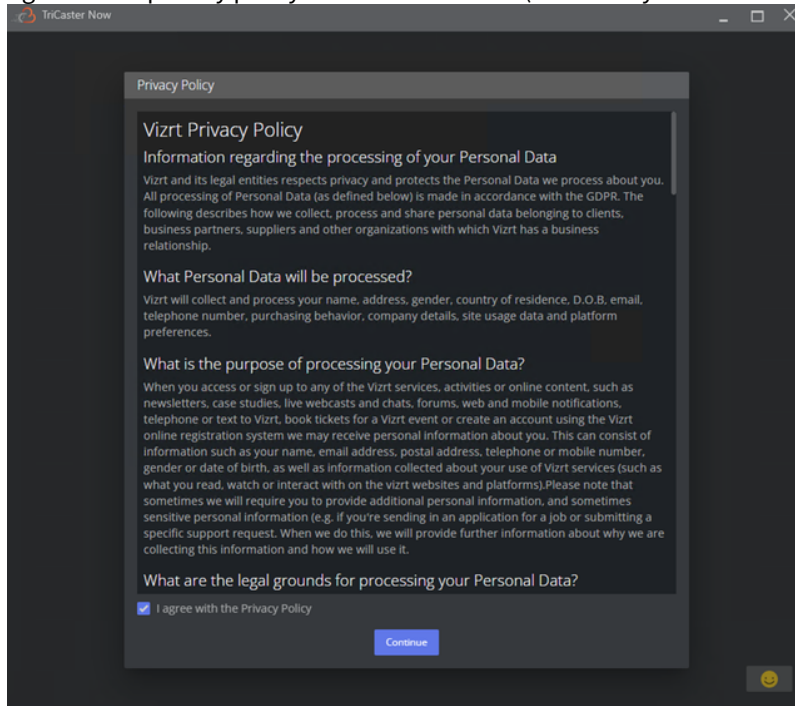 TriCaster Now
Privacy Policy
Vizrt Privacy Policy
Information regarding the processing of your Personal Data
Vizrt and its legal entities respects privacy and protects the Personal Data we process about you.
All processing of Personal Data (as defined below) is made in accordance with the GDPR. The
following describes how we collect, process and share personal data belonging to clients,
business partners, suppliers and other organizations with which Vizrt has a business
relationship.
What Personal Data will be processed?
Vizrt will collect and process your name, address, gender, country of residence, D.O.B, email,
telephone number, purchasing behavior, company details, site usage data and platform
preferences.
What is the purpose of processing your Personal Data?
When you access or sign up to any of the Vizrt services, activities or online content, such as
newsletters, case studies, live webcasts and chats, forums, web and mobile notifications,
telephone or text to Vizrt, book tickets for a Vizrt event or create an account using the Vizrt
online registration system we may receive personal information about you. This can consist of
information such as your name, email address, postal address, telephone or mobile number,
gender or date of birth, as well as information collected about your use of Vizrt services (such as
what you read, watch or interact with on the vizrt websites and platforms).Please note that
sometimes we will require you to provide additional personal information, and sometimes
sensitive personal information (e.g. if you're sending in an application for a job or submitting a
specific support request. When we do this, we will provide further information about why we are
collecting this information and how we will use it.
What are the legal grounds for processing your Personal Data?
I agree with the Privacy Policy
Continue